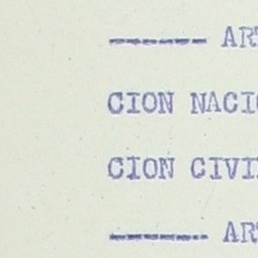 ------- AR
CION NACI
CION CIVI
------- AR